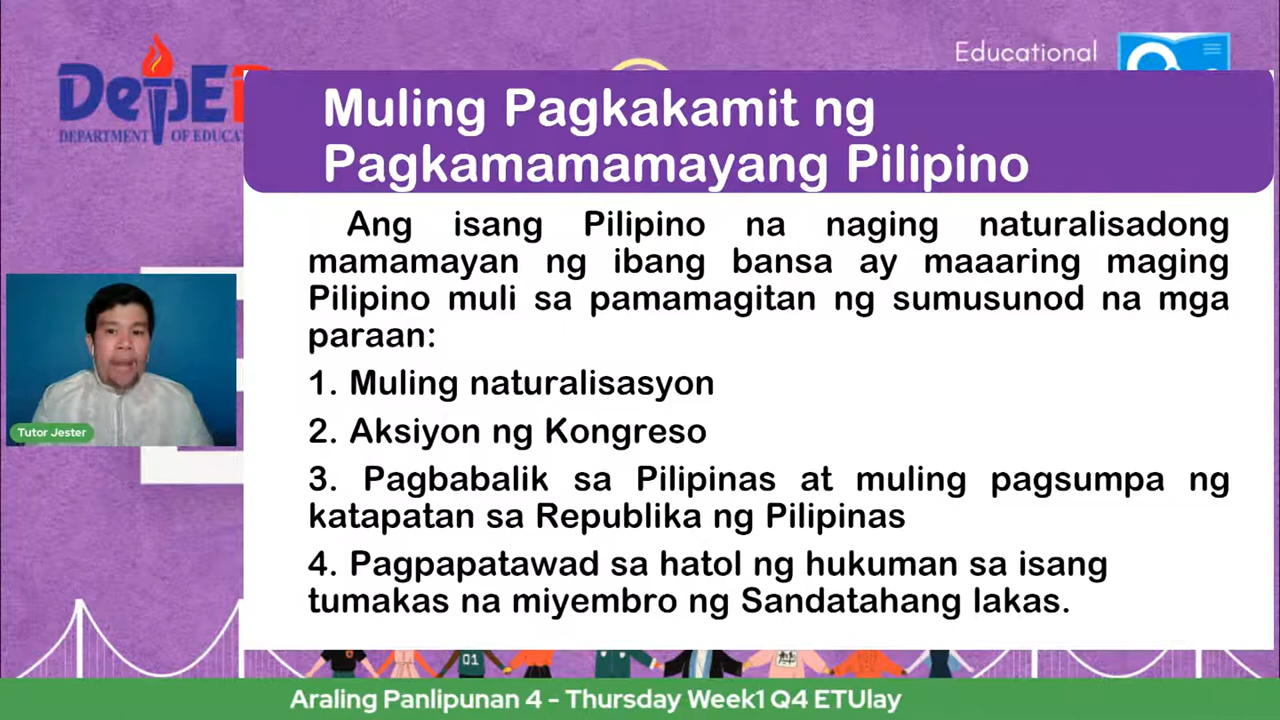 Educational
DepED
DEPARTMENT OF EDUCAT
Muling Pagkakamit ng
Pagkamamamayang Pilipino
Ang isang Pilipino na naging naturalisadong
mamamayan ng ibang bansa ay maaaring maging
Pilipino muli sa pamamagitan ng sumusunod na mga
paraan:
1. Muling naturalisasyon
2. Aksiyon ng Kongreso
3. Pagbabalik sa Pilipinas at muling pagsumpa ng
katapatan sa Republika ng Pilipinas
4. Pagpapatawad sa hatol ng hukuman sa isang
tumakas na miyembro ng Sandatahang lakas.
Tutor Jester
01
Araling Panlipunan 4 - Thursday Week1 Q4 ETUlay